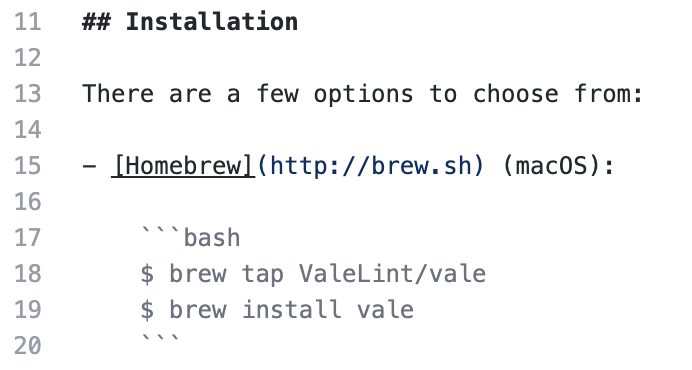 11 ## Installation
12
13 There are a few options to choose from:
14
15 - [Homebrew](http://brew.sh) (macOS):
16
17     ```bash
18     $ brew tap ValeLint/vale
19     $ brew install vale
20     ```